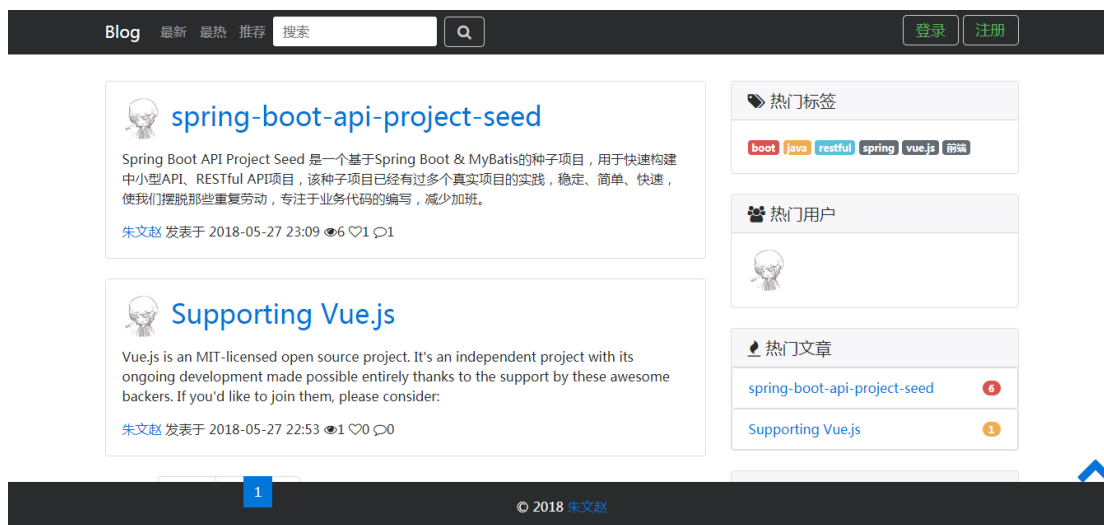 Blog 最新 最热 推荐 搜索 登录 注册
spring-boot-api-project-seed
Spring Boot API Project Seed 是一个基于Spring Boot & MyBatis的种子项目，用于快速构建
中小型API、RESTful API项目，该种子项目已经有过多个真实项目的实践，稳定、简单、快速，
使我们摆脱那些重复劳动，专注于业务代码的编写，减少加班。
朱文赵 发表于 2018-05-27 23:09 6 1 1
Supporting Vue.js
Vue.js is an MIT-licensed open source project. It's an independent project with its
ongoing development made possible entirely thanks to the support by these awesome
backers. If you'd like to join them, please consider:
朱文赵 发表于 2018-05-27 22:53 1 0 0
1
热门标签
boot java restful spring vue.js 前端
热门用户
热门文章
spring-boot-api-project-seed 6
Supporting Vue.js 1
© 2018 朱文赵